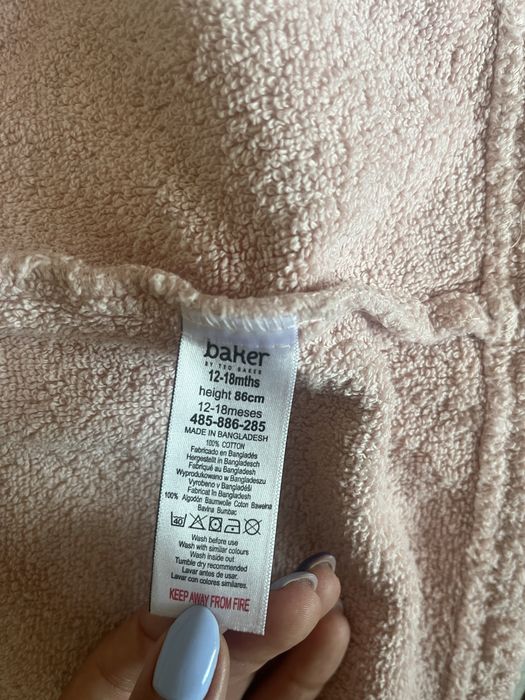 baker
BY TED BAKER
12-18mths
height 86cm
12-18meses
485-886-285
MADE IN BANGLADESH
100% COTTON
Fabricado en Bangladés
Hergestellt in Bangladesch
Fabriqué au Bangladesh
Wyprodukowano w Bangladeszu
Vyrobeno v Bangladéši
Fabricat în Bangladesh
100% Algodón Baumwolle Coton Bawełna
Bavlna Bumbac
40
Wash before use
Wash with similar colours
Wash inside out
Tumble dry recommended
Lavar antes de usar.
Lavar con colores similares.
KEEP AWAY FROM FIRE